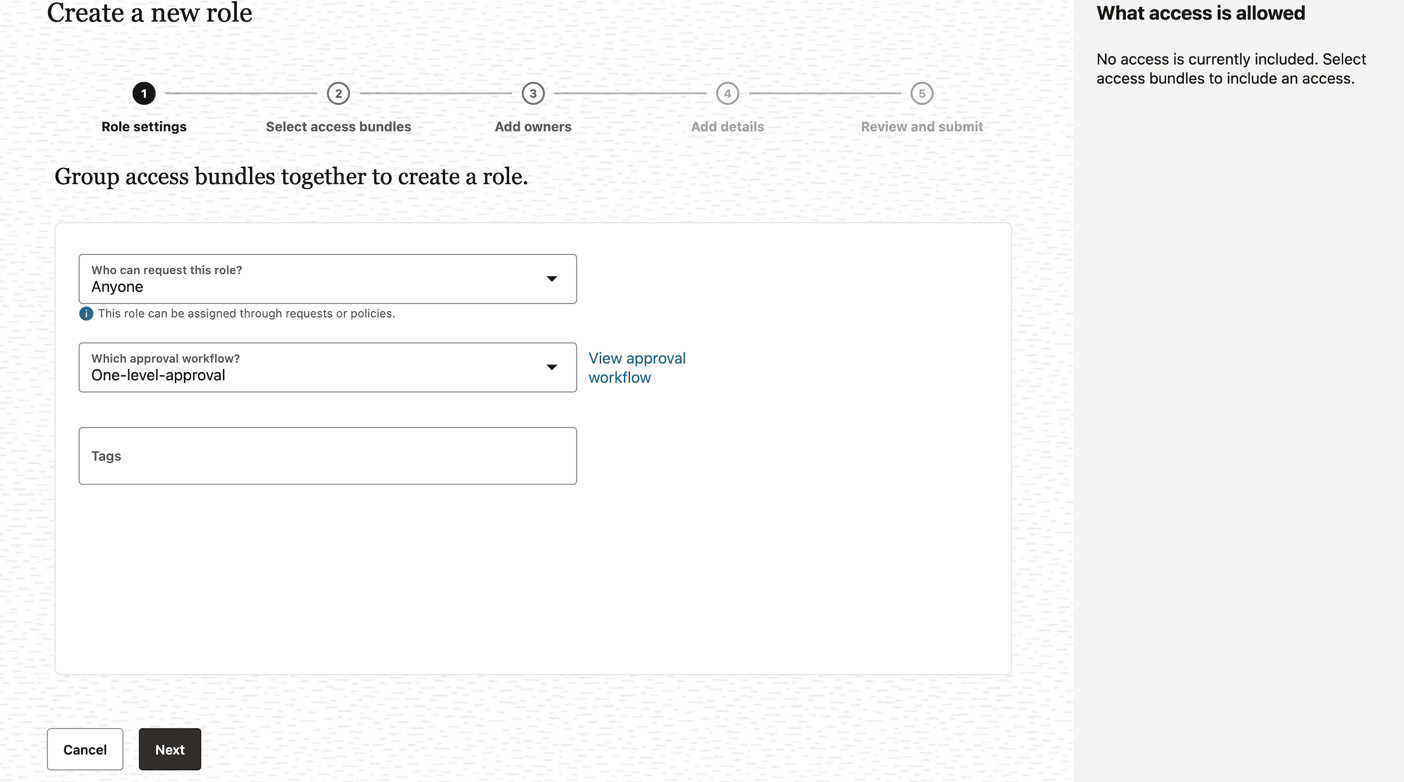 Create a new role
1
2
3
4
5
Role settings
Select access bundles
Add owners
Add details
Review and submit
Group access bundles together to create a role.
Who can request this role?
Anyone
i This role can be assigned through requests or policies.
Which approval workflow?
One-level-approval
View approval
workflow
Tags
Cancel
Next
What access is allowed
No access is currently included. Select
access bundles to include an access.